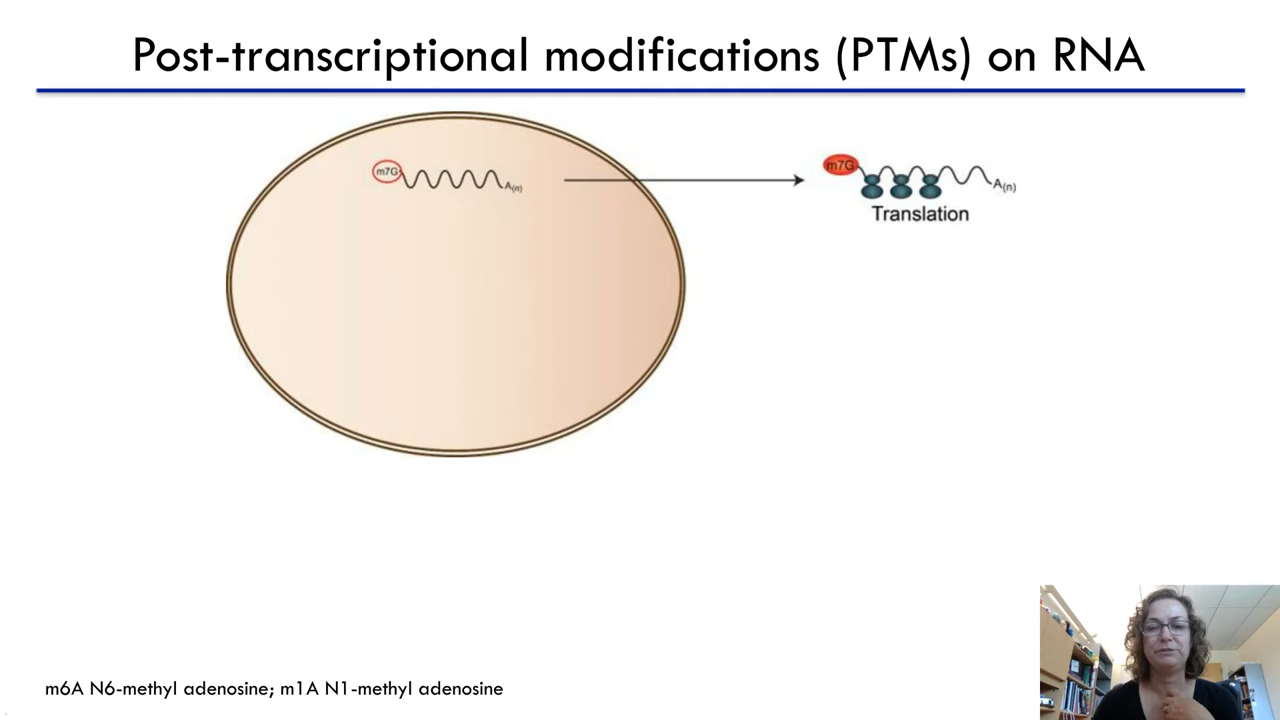 Post-transcriptional modifications (PTMs) on RNA
m7G
A(n)
m7G
A(n)
Translation
m6A N6-methyl adenosine; m1A N1-methyl adenosine